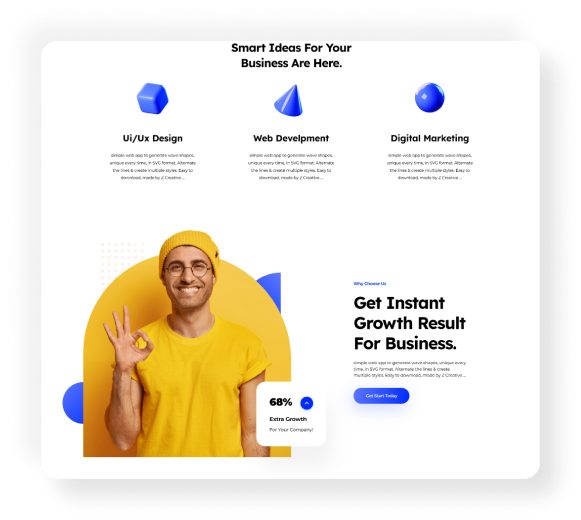 Smart Ideas For Your
Business Are Here.
Ui/Ux Design
simple web app to generate wave shapes,
unique every time, in SVG format. Alternate
the lines & create multiple styles. Easy to
download, made by Z Creative ...
Web Develpment
simple web app to generate wave shapes,
unique every time, in SVG format. Alternate
the lines & create multiple styles. Easy to
download, made by Z Creative ...
Digital Marketing
simple web app to generate wave shapes,
unique every time, in SVG format. Alternate
the lines & create multiple styles. Easy to
download, made by Z Creative ...
Why Choose Us
Get Instant
Growth Result
For Business.
simple web app to generate wave shapes, unique every
time, in SVG format. Alternate the lines & create
multiple styles. Easy to download, made by Z Creative ...
Get Start Today
68%
Extra Growth
For Your Company!